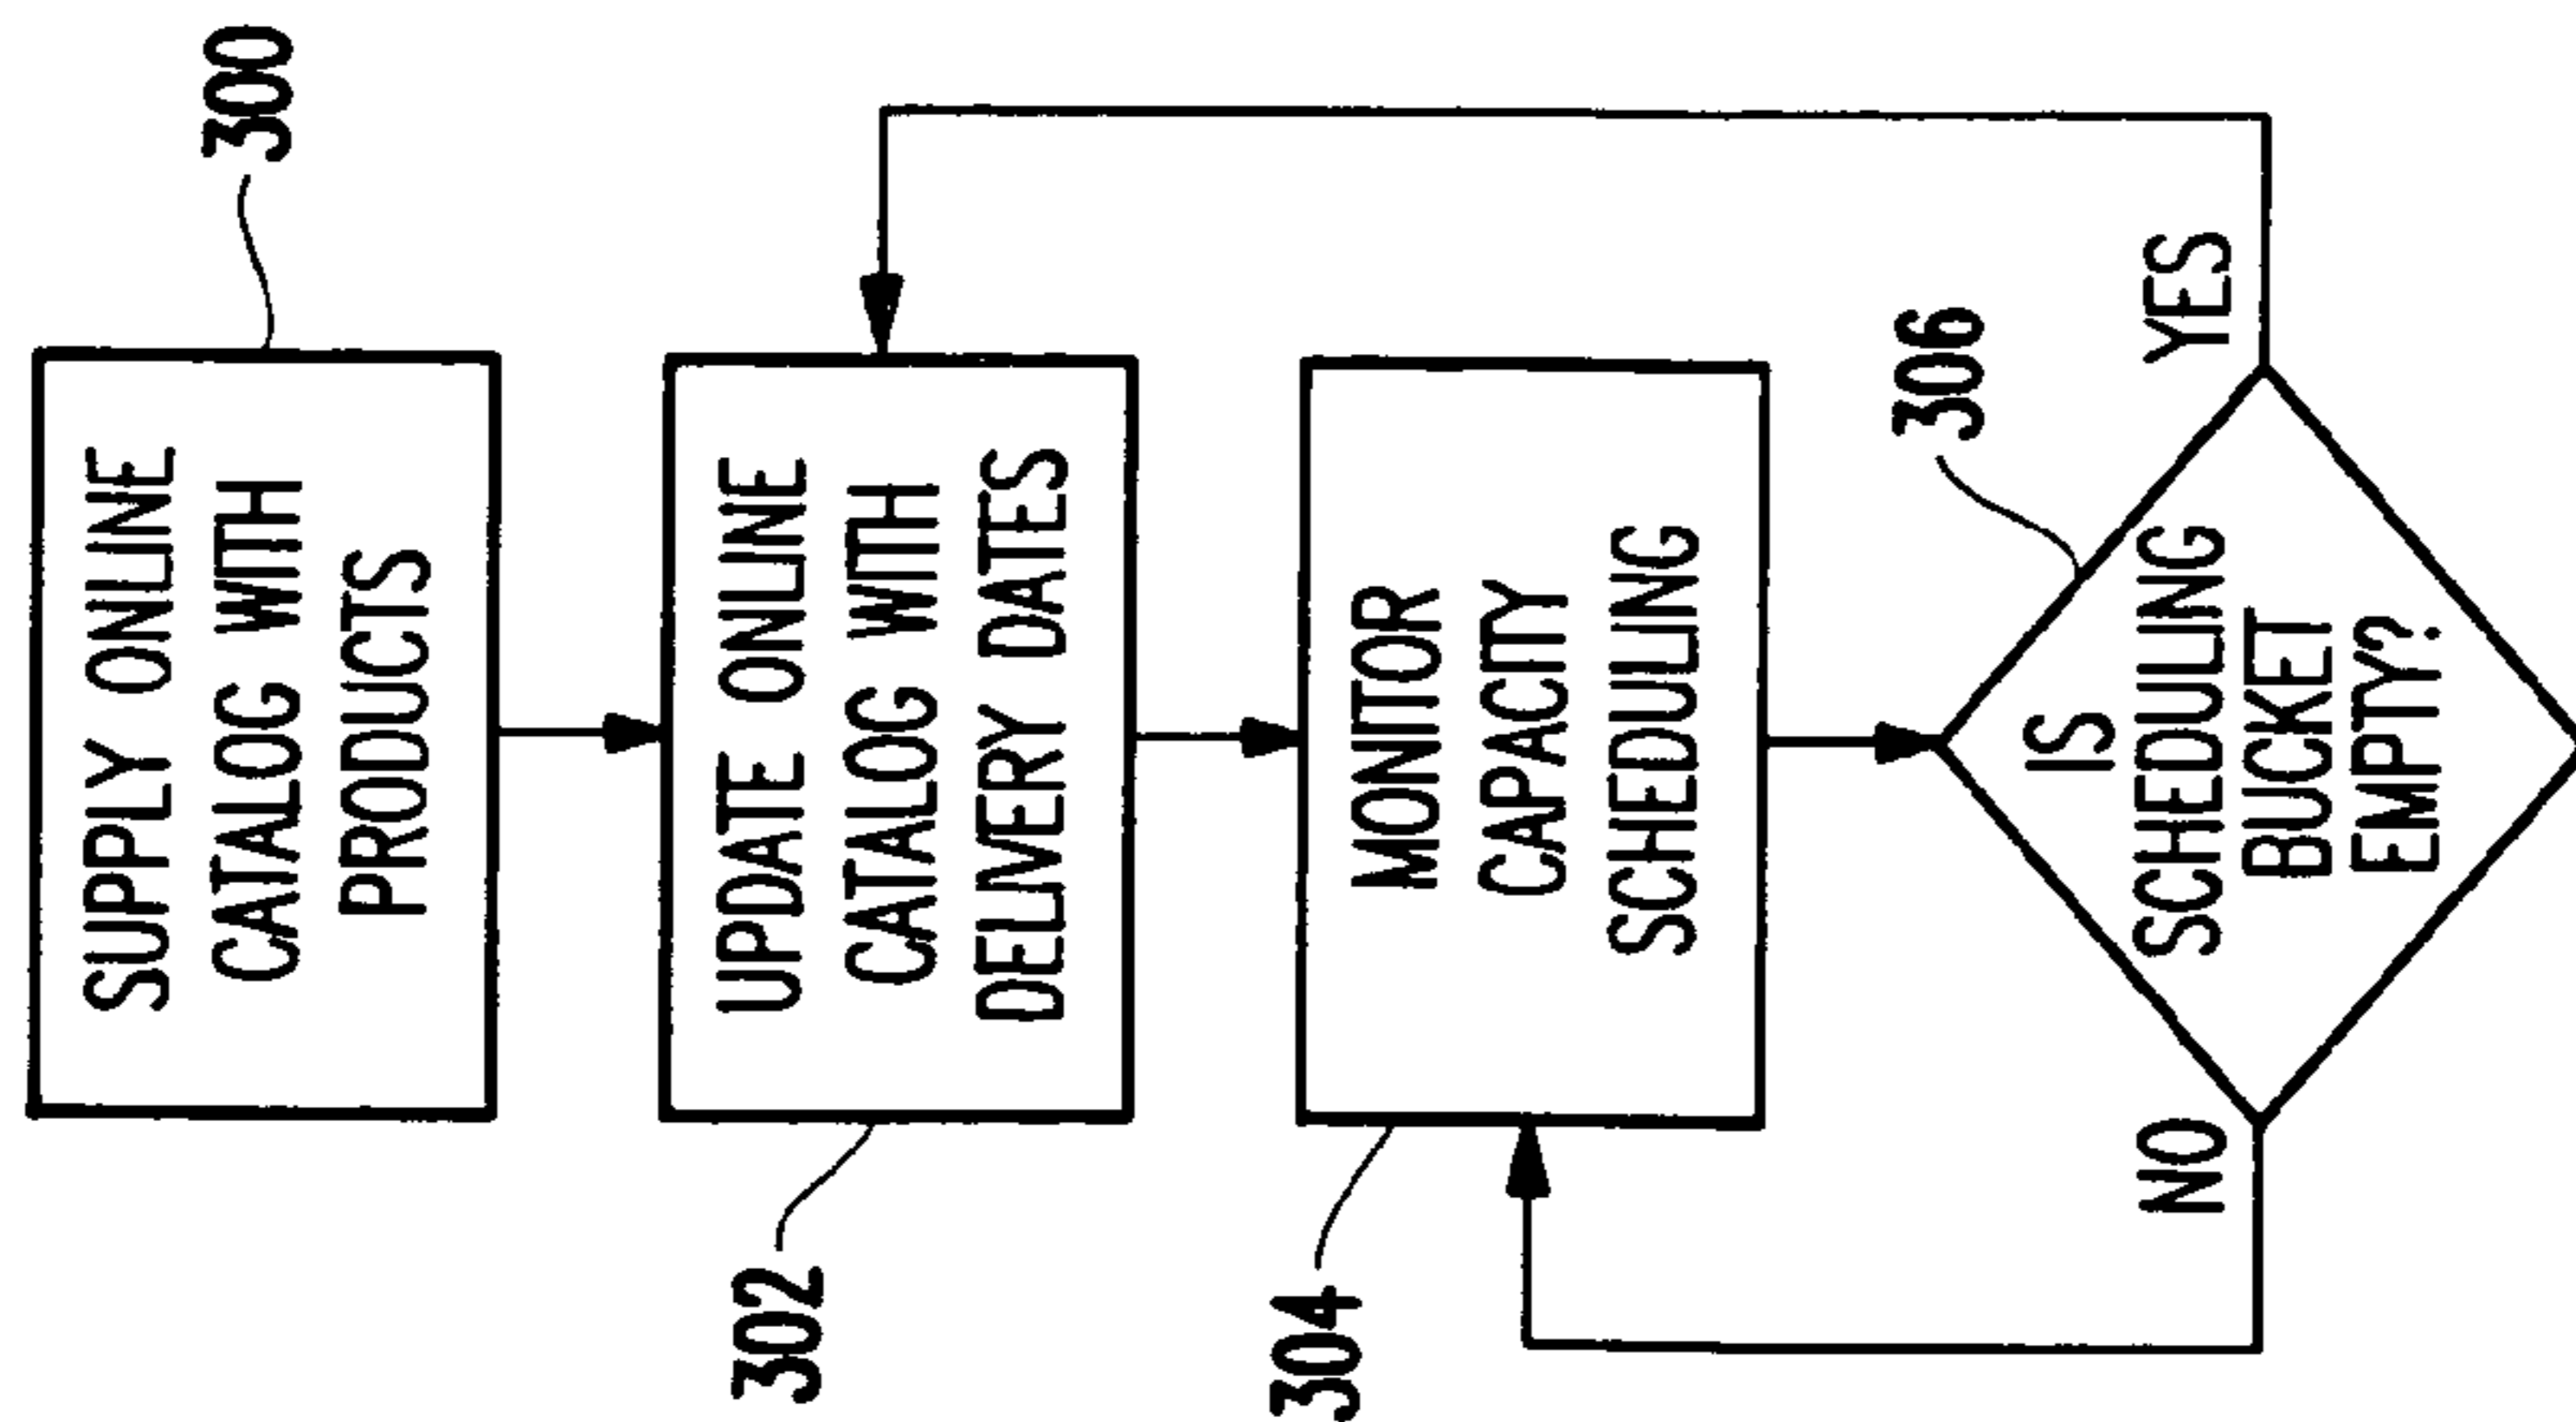 300
SUPPLY ONLINE
CATALOG WITH
PRODUCTS
302
UPDATE ONLINE
CATALOG WITH
DELIVERY DATES
304
MONITOR
CAPACITY
SCHEDULING
306
IS
SCHEDULING
BUCKET
EMPTY?
NO
YES